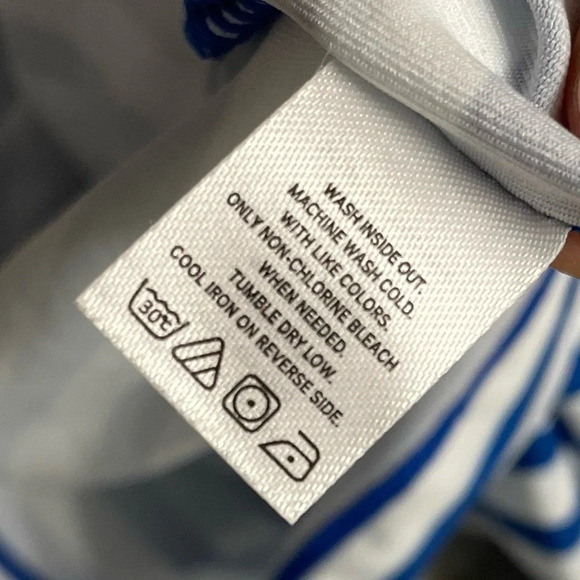 WASH INSIDE OUT.
MACHINE WASH COLD.
WITH LIKE COLORS.
ONLY NON-CHLORINE BLEACH
WHEN NEEDED.
TUMBLE DRY LOW.
COOL IRON ON REVERSE SIDE.
30℃